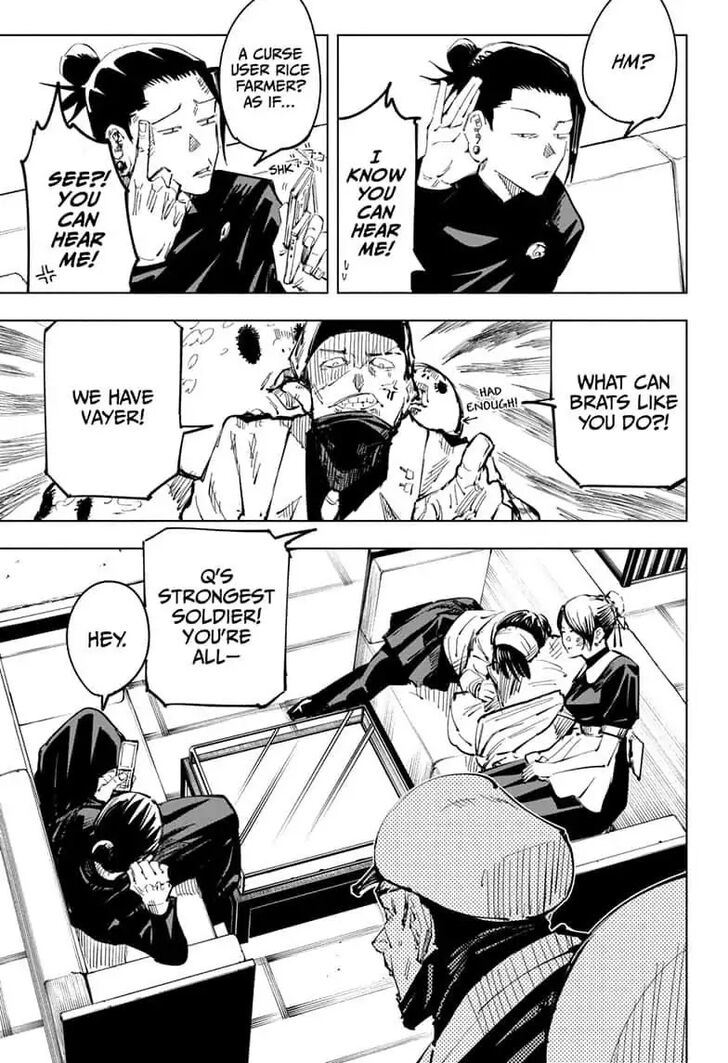 HM?
I
KNOW
YOU
CAN
HEAR
ME!
A CURSE
USER RICE
FARMER?
AS IF...
SHK
SEE?!
YOU
CAN
HEAR
ME!
WHAT CAN
BRATS LIKE
YOU DO?!
HAD
ENOUGH!
WE HAVE
VAYER!
Q'S
STRONGEST
SOLDIER!
YOU'RE
ALL—
HEY.